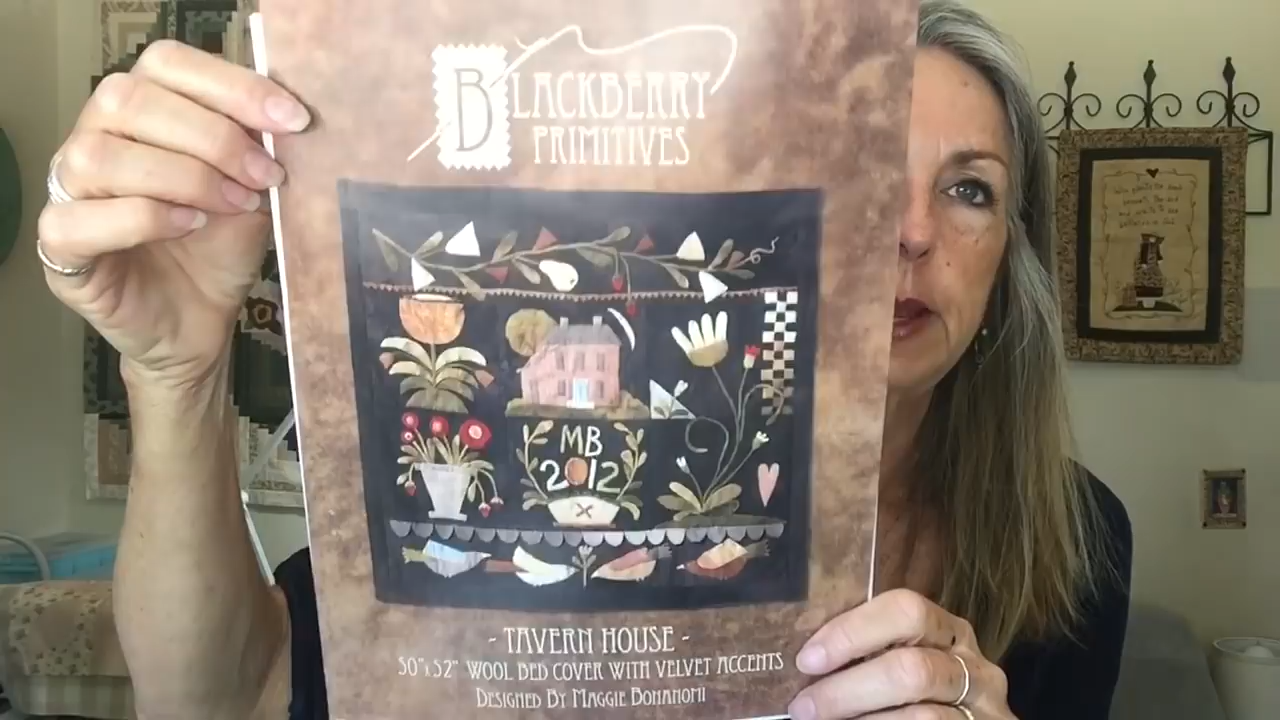 BLACKBERRY
PRIMITIVES
MB
2012
- TAVERN HOUSE -
50"x52" WOOL BED COVER WITH VELVET ACCENTS
DESIGNED BY MAGGIE BONANOMI